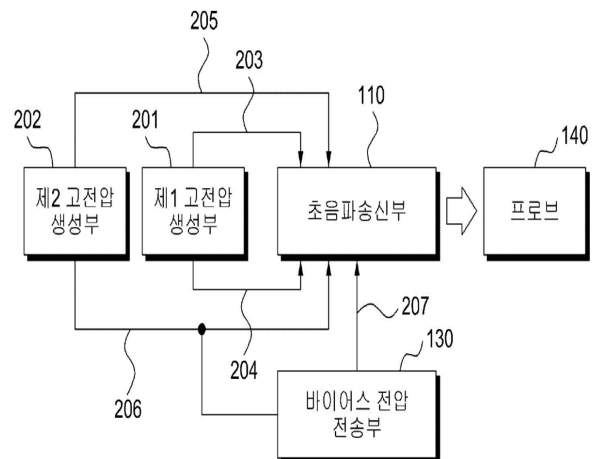 205
203
202
201
110
140
제2 고전압
생성부
제1 고전압
생성부
초음파송신부
프로브
207
204
206
130
바이어스 전압
전송부